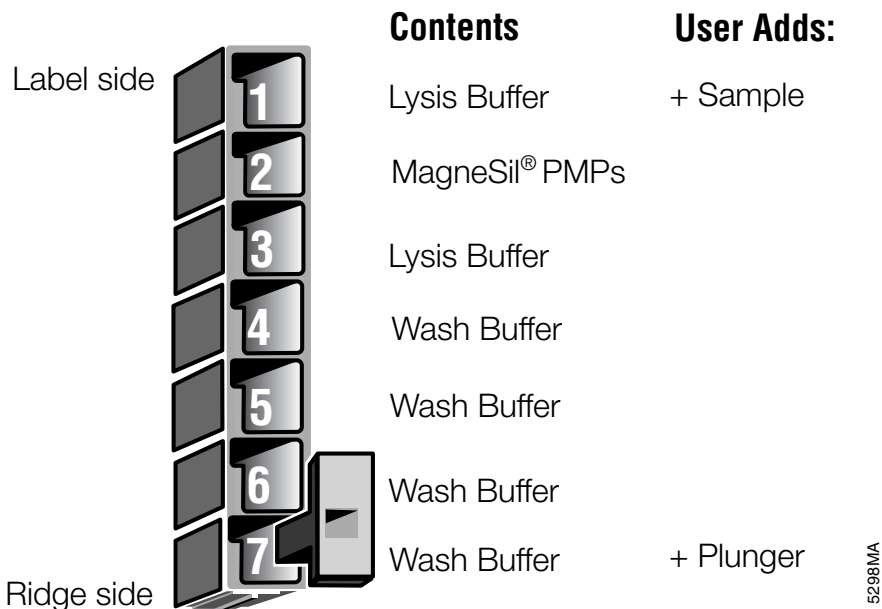 Contents User Adds:
Label side
1 Lysis Buffer + Sample
2 MagneSil® PMPs
3 Lysis Buffer
4 Wash Buffer
5 Wash Buffer
6 Wash Buffer
7 Wash Buffer + Plunger
Ridge side
5298MA